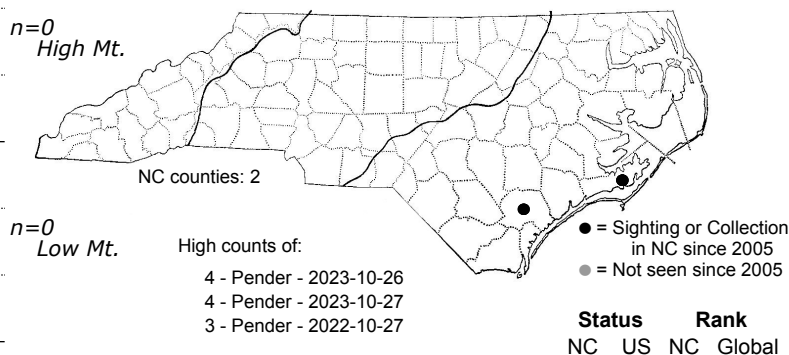 n=0
High Mt.
NC counties: 2
n=0
Low Mt.
High counts of:
4 - Pender - 2023-10-26
4 - Pender - 2023-10-27
3 - Pender - 2022-10-27
= Sighting or Collection
in NC since 2005
= Not seen since 2005
Status Rank
NC US NC Global